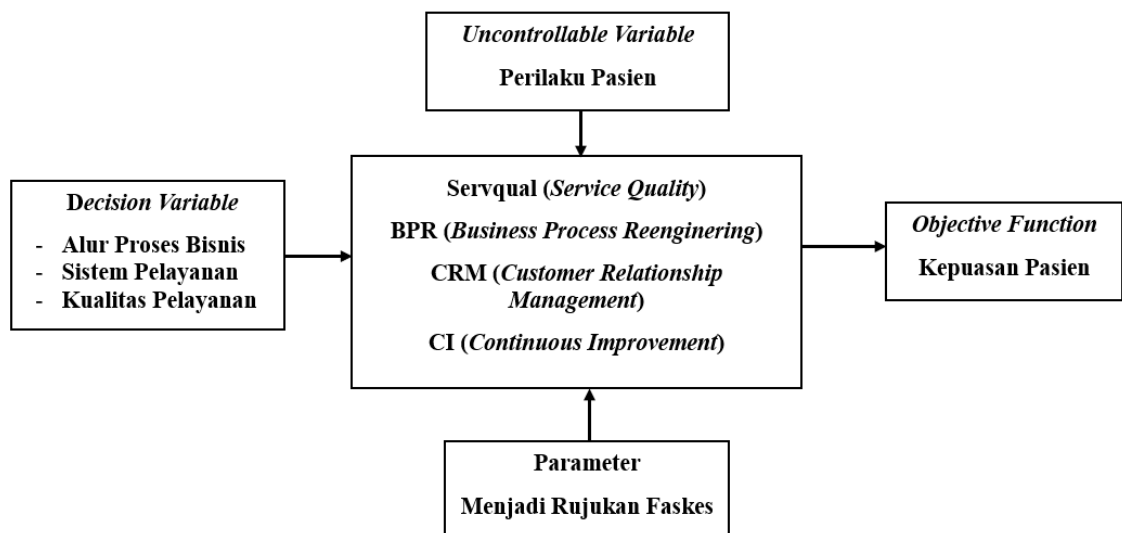 Uncontrollable Variable
Perilaku Pasien
Decision Variable
- Alur Proses Bisnis
- Sistem Pelayanan
- Kualitas Pelayanan
Servqual (Service Quality)
BPR (Business Process Reenginering)
CRM (Customer Relationship
Management)
CI (Continuous Improvement)
Objective Function
Kepuasan Pasien
Parameter
Menjadi Rujukan Faskes